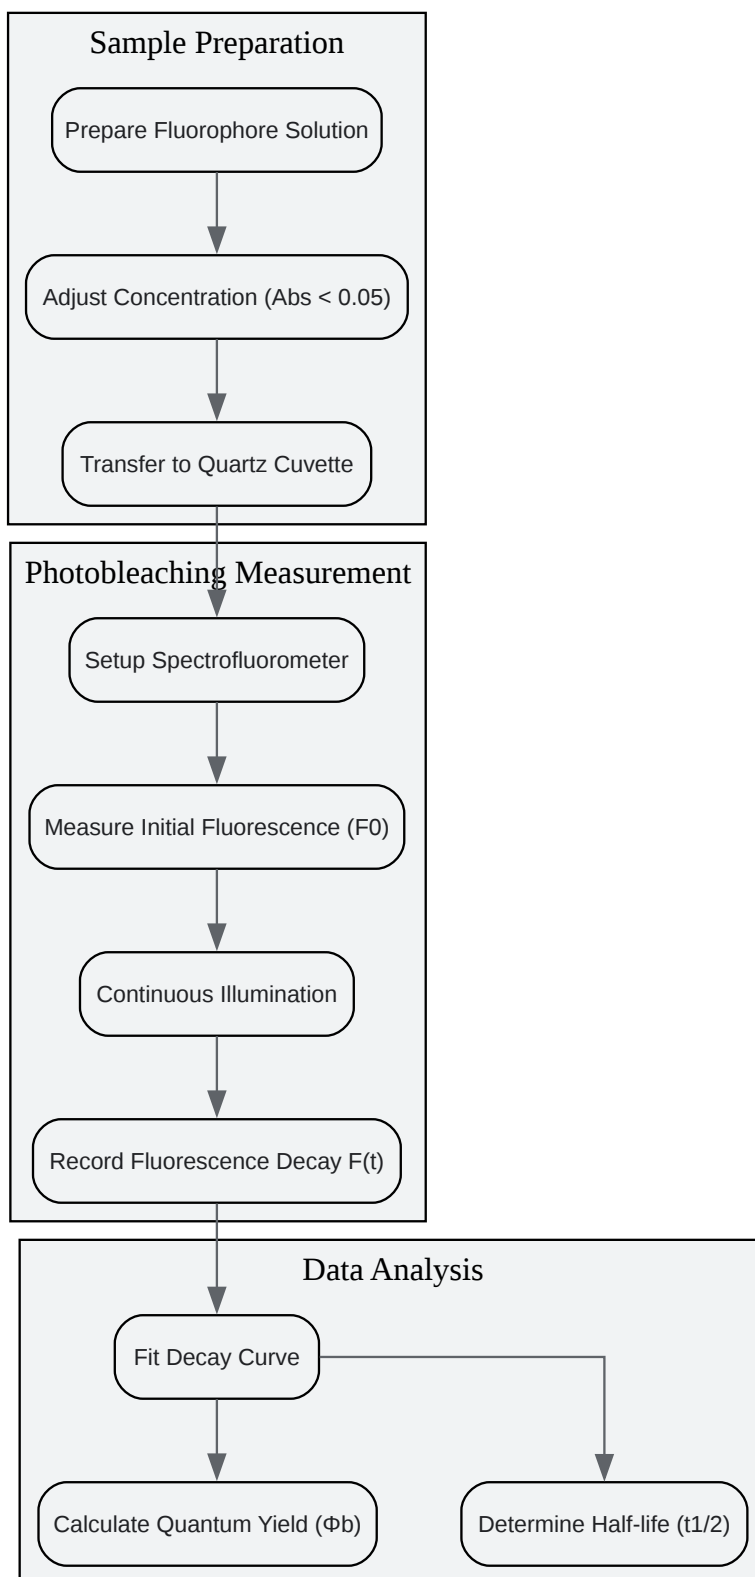 Sample Preparation
Prepare Fluorophore Solution
Adjust Concentration (Abs < 0.05)
Transfer to Quartz Cuvette
Photobleaching Measurement
Setup Spectrofluorometer
Measure Initial Fluorescence (F0)
Continuous Illumination
Record Fluorescence Decay F(t)
Data Analysis
Fit Decay Curve
Calculate Quantum Yield (Φb)
Determine Half-life (t1/2)